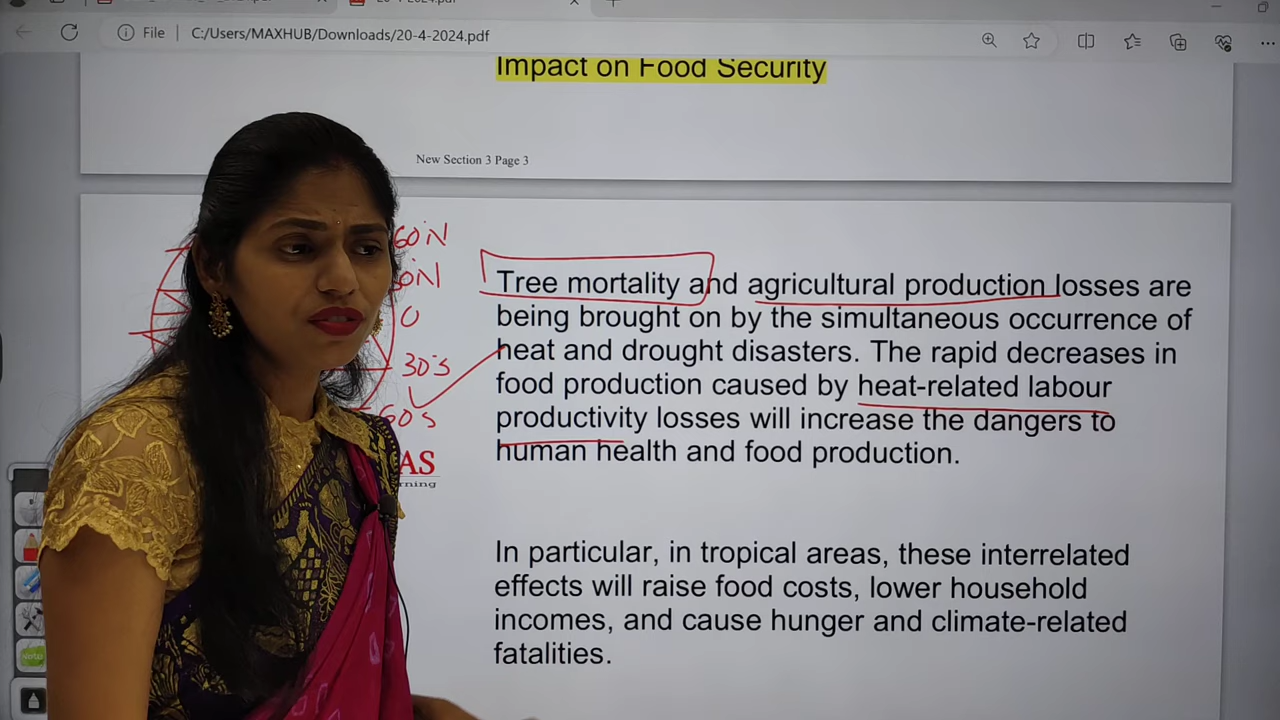 File C:/Users/MAXHUB/Downloads/20-4-2024.pdf
Impact on Food Security
New Section 3 Page 3
60°N
0
30°S
60°S
AS
Tree mortality and agricultural production losses are
being brought on by the simultaneous occurrence of
heat and drought disasters. The rapid decreases in
food production caused by heat-related labour
productivity losses will increase the dangers to
human health and food production.
In particular, in tropical areas, these interrelated
effects will raise food costs, lower household
incomes, and cause hunger and climate-related
fatalities.
Note